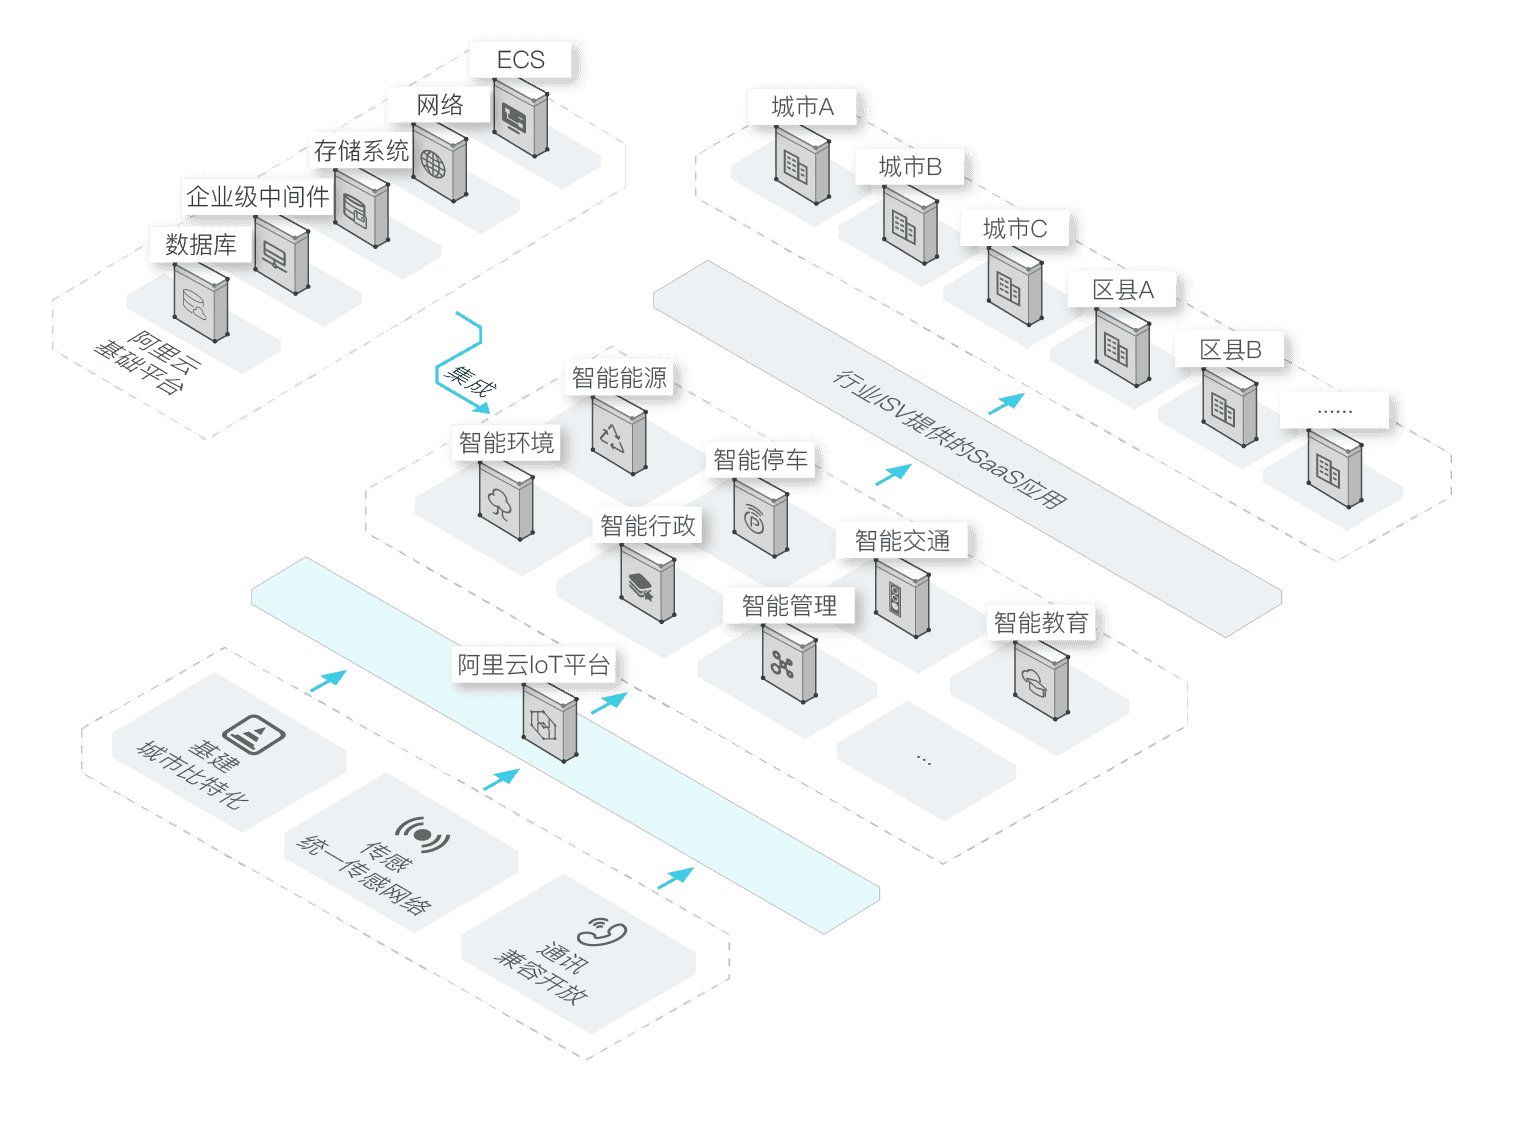 ECS
网络
存储系统
企业级中间件
数据库
阿里云
基础平台
集成
城市A
城市B
城市C
区县A
区县B
......
行业ISV提供的SaaS应用
智能能源
智能环境
智能停车
智能行政
智能交通
智能管理
智能教育
...
阿里云IoT平台
基建
城市比特化
传感
统一传感网络
通讯
兼容开放